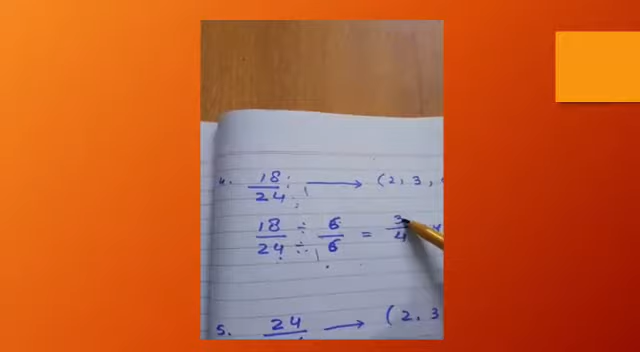 4. 18/24 ÷ → (2, 3,
18/24 ÷ 6/6 = 3/4
5. 24 → (2, 3